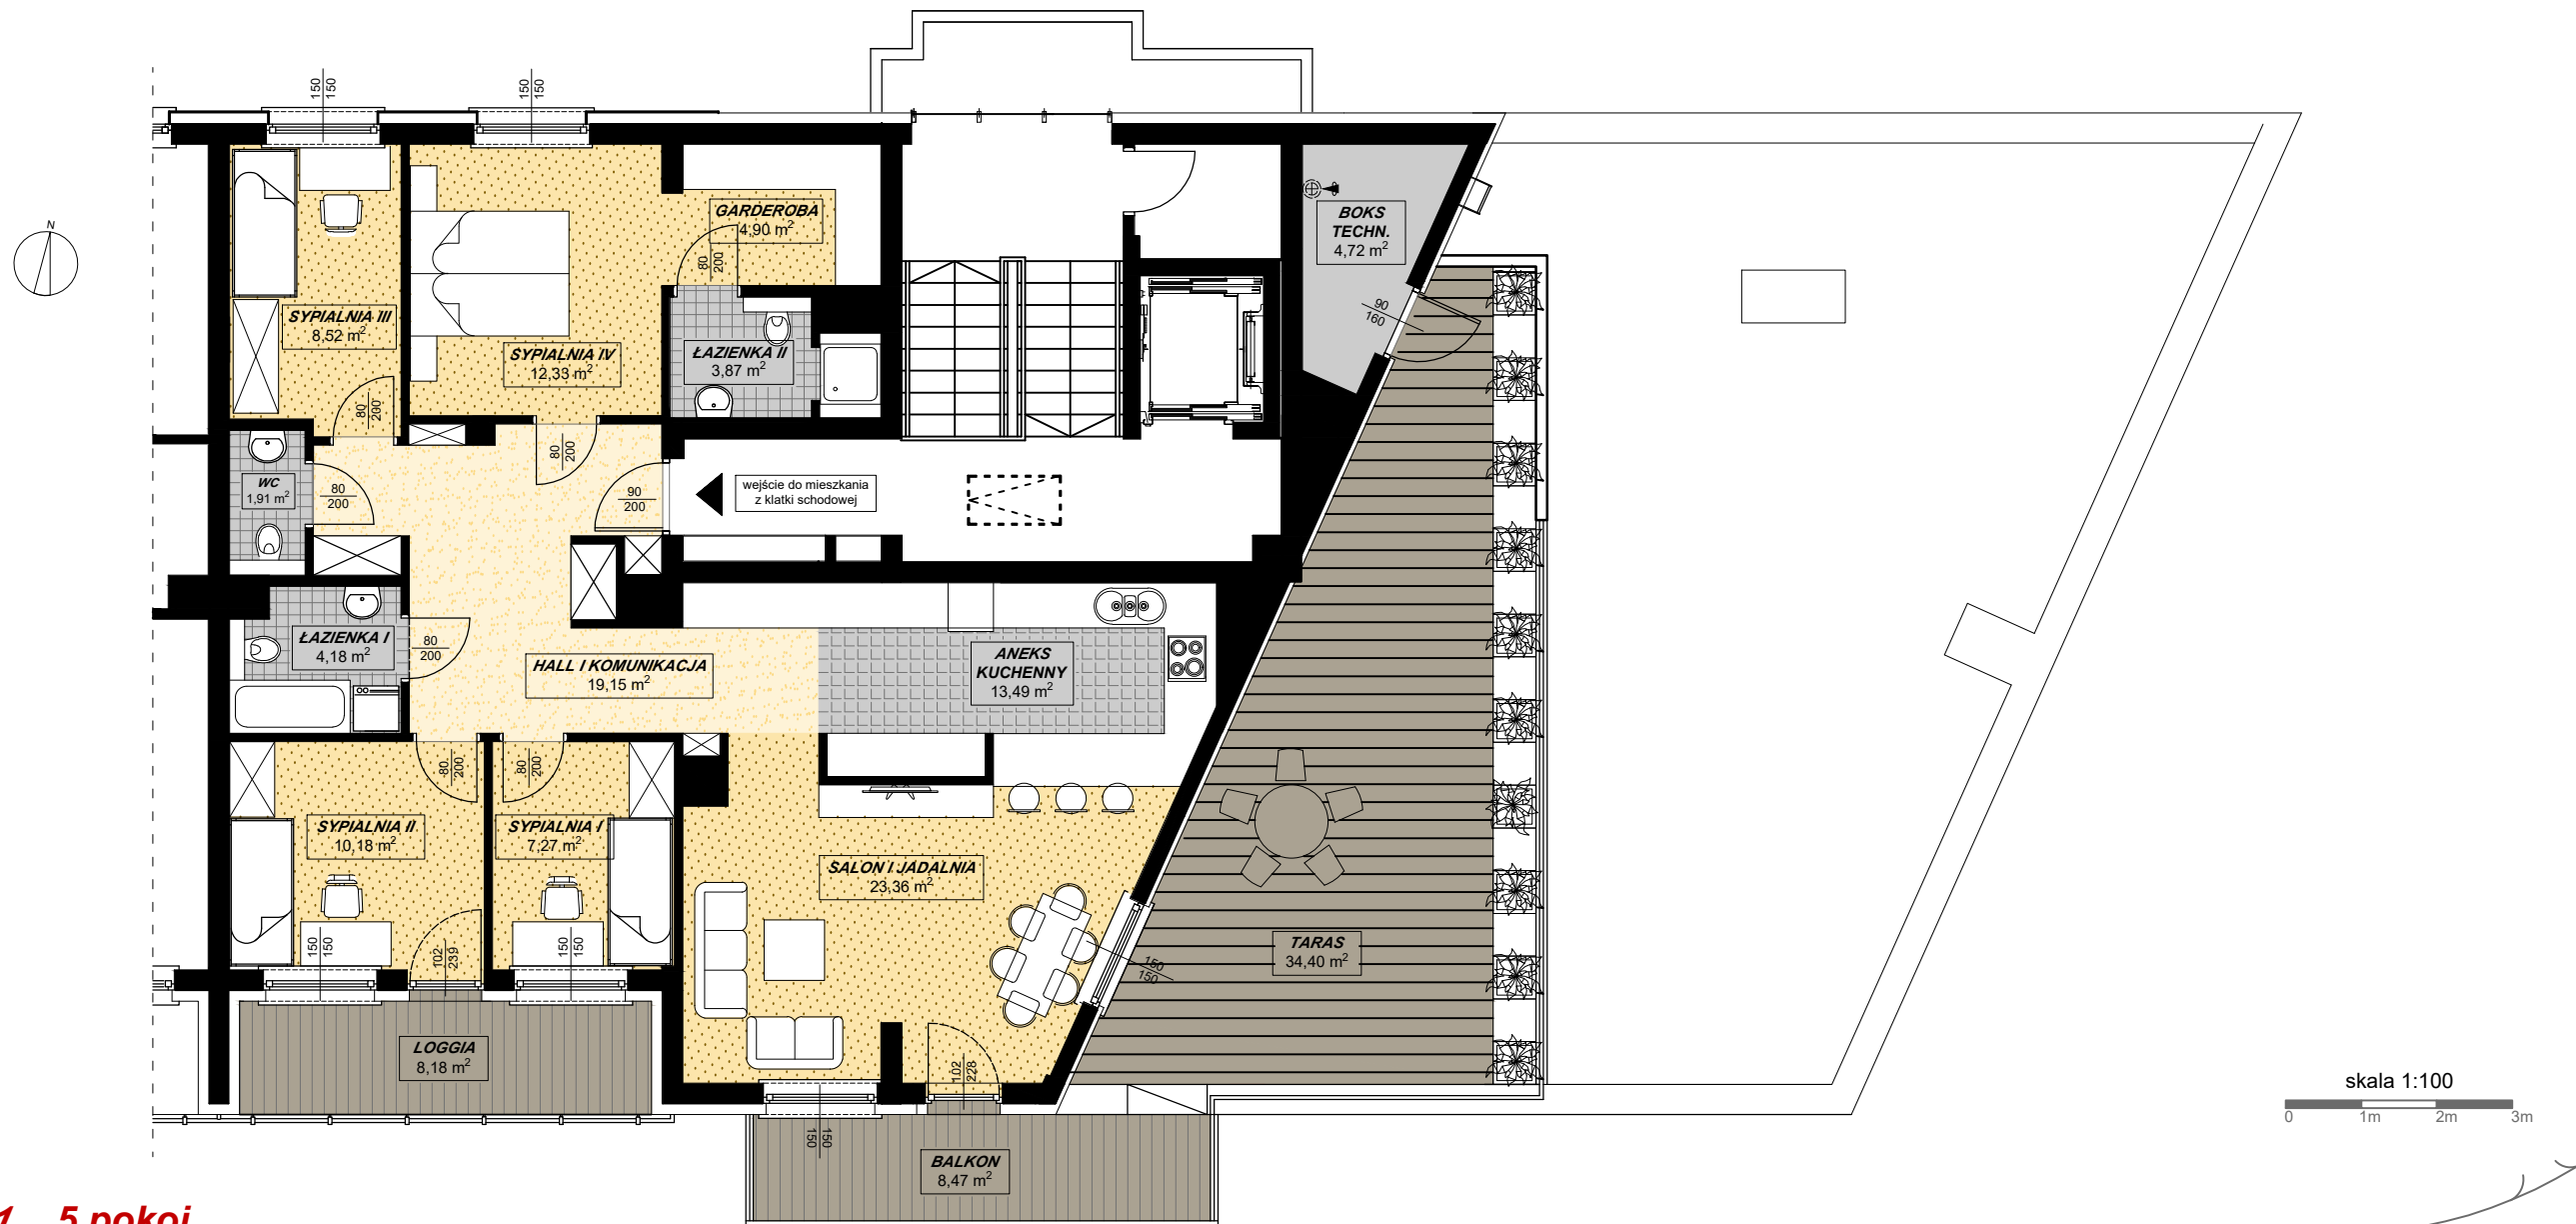 150
150
150
150
N
GARDEROBA
4,90 m²
80
200
BOKS
TECHN.
4,72 m²
90
160
SYPIALNIA III
8,52 m²
80
200
SYPIALNIA IV
12,33 m²
80
200
ŁAZIENKA II
3,87 m²
WC
1,91 m²
80
200
90
200
wejście do mieszkania
z klatki schodowej
ŁAZIENKA I
4,18 m²
80
200
HALL I KOMUNIKACJA
19,15 m²
ANEKS
KUCHENNY
13,49 m²
80
200
80
200
SYPIALNIA II
10,18 m²
SYPIALNIA I
7,27 m²
SALON I JADALNIA
23,36 m²
150
150
102
239
150
150
150
150
TARAS
34,40 m²
LOGGIA
8,18 m²
102
228
150
150
BALKON
8,47 m²
skala 1:100
0 1m 2m 3m
1 5 pokoi